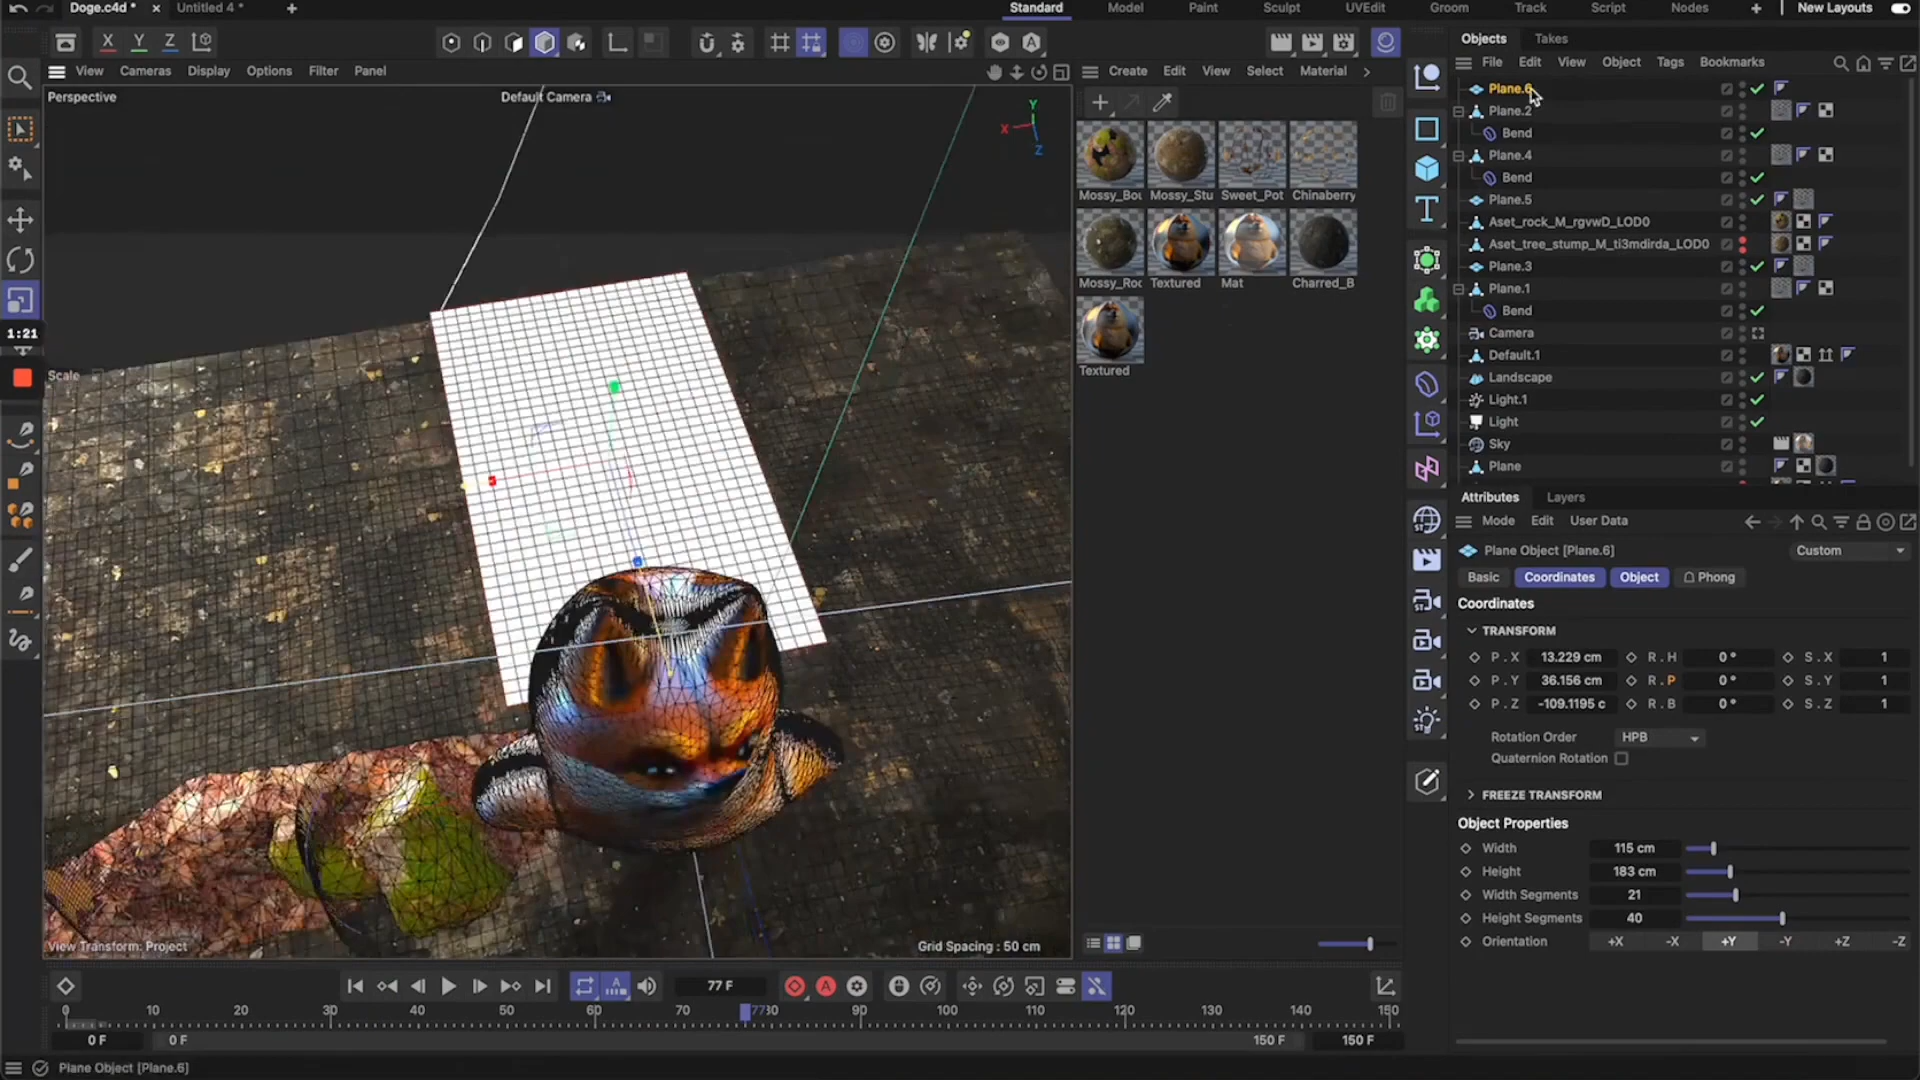 Doge.c4d *
Untitled 4 *
Standard
Model
Paint
Sculpt
UVEdit
Groom
Track
Script
Nodes
New Layouts
X Y Z
Objects
Takes
File Edit View Object Tags Bookmarks
View Cameras Display Options Filter Panel
Create Edit View Select Material
Perspective
Default Camera
Y
X
Z
1:21
Scale
View Transform: Project
Grid Spacing : 50 cm
Mossy_Bou
Mossy_Stu
Sweet_Pot
Chinaberry
Mossy_Roc
Textured
Mat
Charred_B
Textured
Plane.6
Plane.2
Bend
Plane.4
Bend
Plane.5
Aset_rock_M_rgvwD_LOD0
Aset_tree_stump_M_ti3mdirda_LOD0
Plane.3
Plane.1
Bend
Camera
Default.1
Landscape
Light.1
Light
Sky
Plane
Attributes
Layers
Mode Edit User Data
Plane Object [Plane.6]
Custom
Basic
Coordinates
Object
Phong
Coordinates
TRANSFORM
P . X 13.229 cm R . H 0 ° S . X 1
P . Y 36.156 cm R . P 0 ° S . Y 1
P . Z -109.1195 c R . B 0 ° S . Z 1
Rotation Order HPB
Quaternion Rotation
FREEZE TRANSFORM
Object Properties
Width 115 cm
Height 183 cm
Width Segments 21
Height Segments 40
Orientation +X -X +Y -Y +Z -Z
77 F
0 10 20 30 40 50 60 70 77 80 90 100 110 120 130 140 150
0 F
0 F
150 F
150 F
Plane Object [Plane.6]